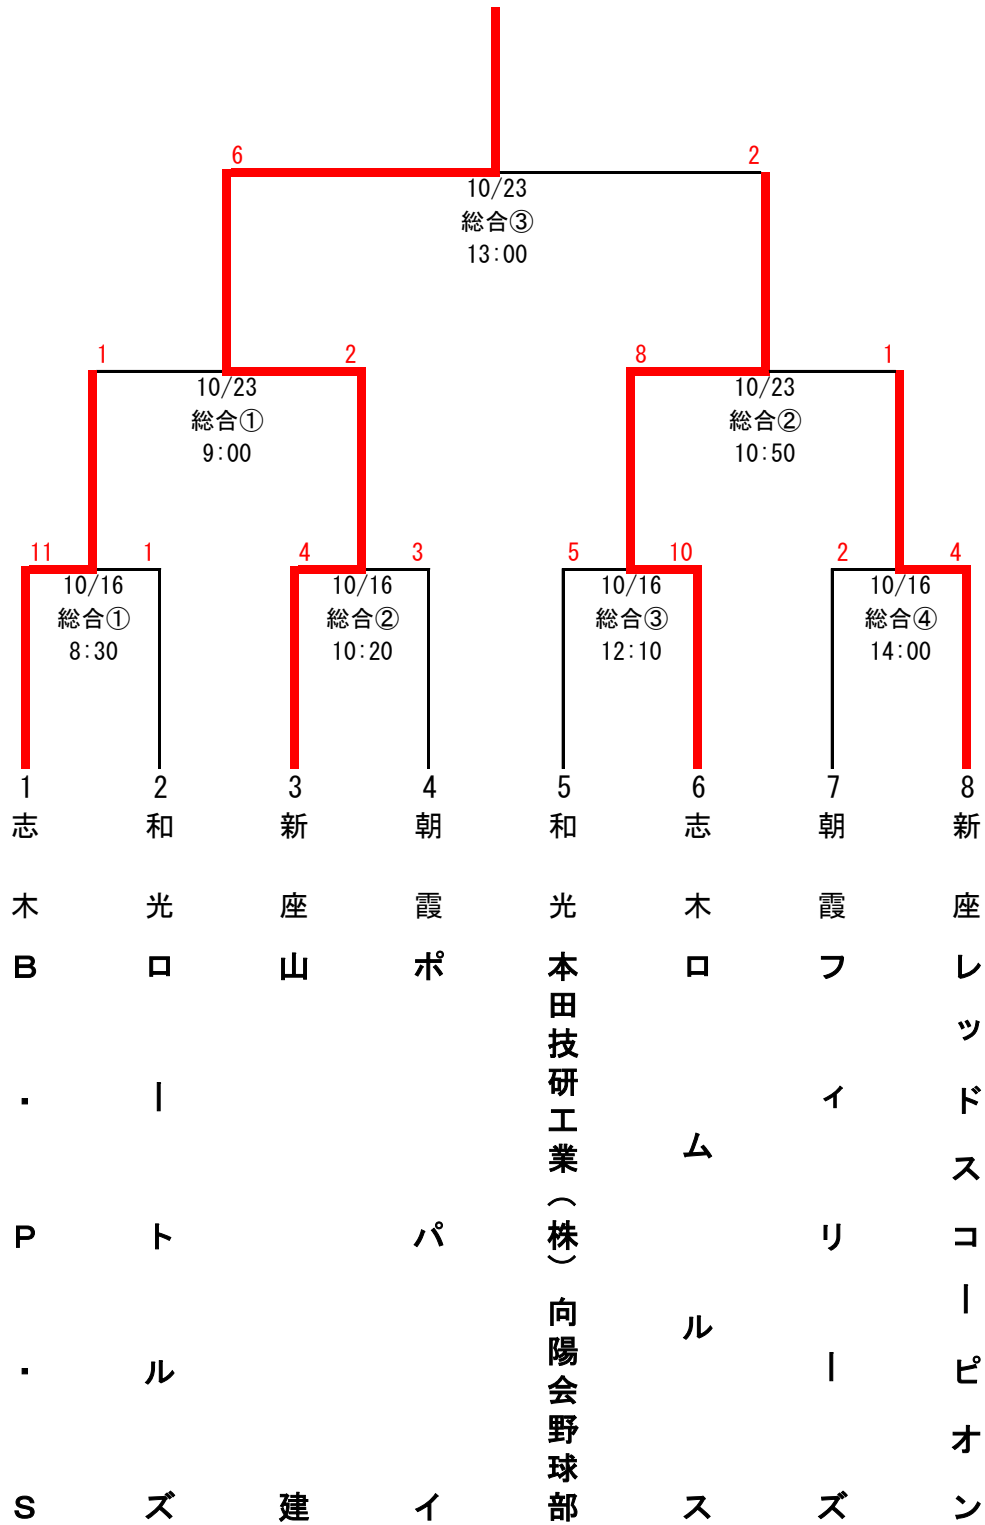 6
2
10/23
総合③
13:00
1
2
8
1
10/23
総合①
9:00
10/23
総合②
10:50
11
1
4
3
5
10
2
4
10/16
総合①
8:30
10/16
総合②
10:20
10/16
総合③
12:10
10/16
総合④
14:00
1
志木
B・P・S
2
和光
ロートルズ
3
新座
山建
4
朝霞
ポパイ
5
和光
本田技研工業(株)向陽会野球部
6
志木
ロムルス
7
朝霞
フィリーズ
8
新座
レッドスコーピオン